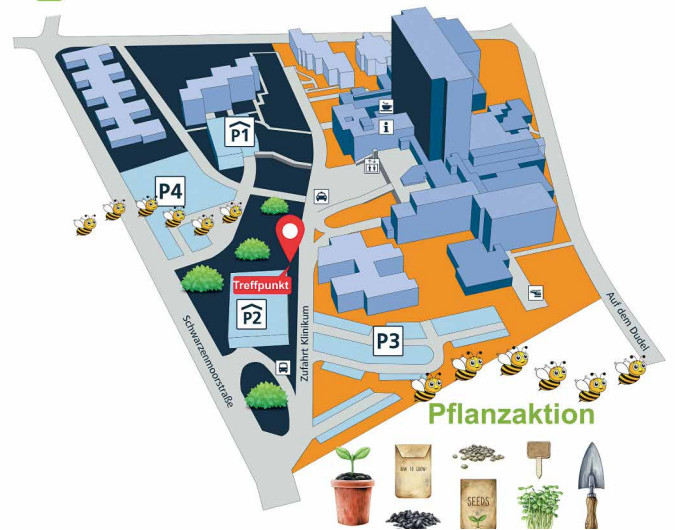 P1
i
P4
Treffpunkt
P2
P3
Schwarzenmoorstraße
Zufahrt Klinikum
Auf dem Dudel
Pflanzaktion
SEEDS